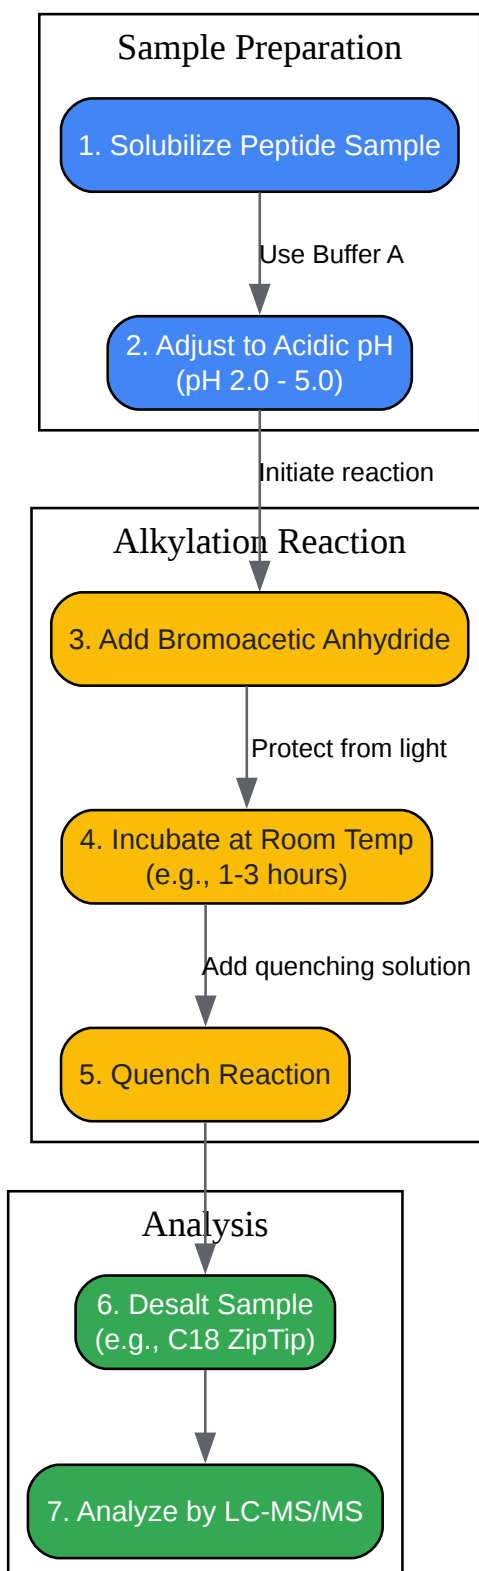 Sample Preparation
1. Solubilize Peptide Sample
Use Buffer A
2. Adjust to Acidic pH
(pH 2.0 - 5.0)
Initiate reaction
Alkylation Reaction
3. Add Bromoacetic Anhydride
Protect from light
4. Incubate at Room Temp
(e.g., 1-3 hours)
Add quenching solution
5. Quench Reaction
Analysis
6. Desalt Sample
(e.g., C18 ZipTip)
7. Analyze by LC-MS/MS